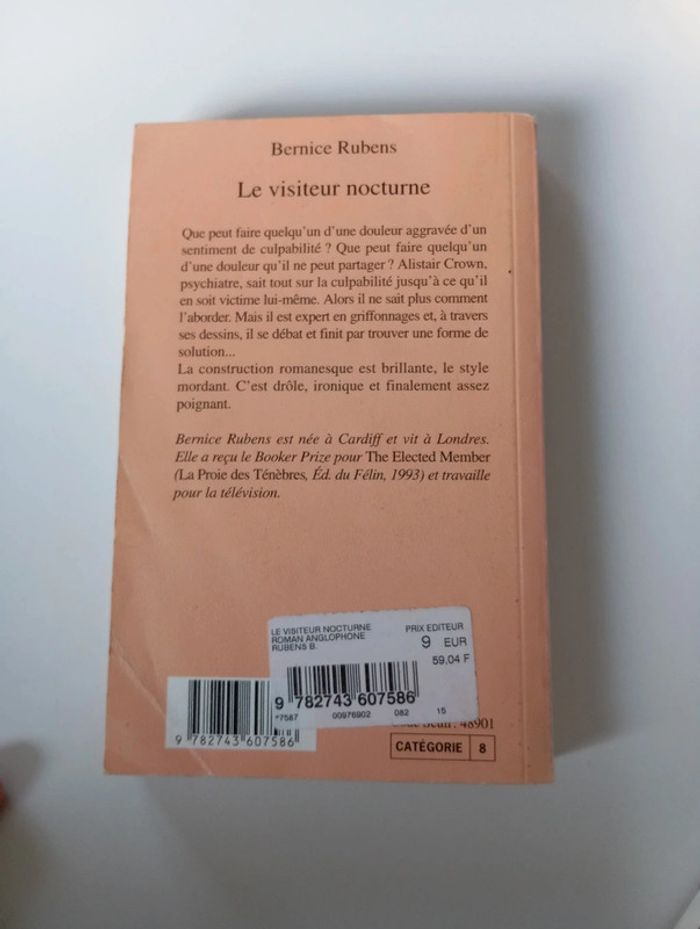 Bernice Rubens
Le visiteur nocturne
Que peut faire quelqu'un d'une douleur aggravée d'un
sentiment de culpabilité ? Que peut faire quelqu'un
d'une douleur qu'il ne peut partager ? Alistair Crown,
psychiatre, sait tout sur la culpabilité jusqu'à ce qu'il
en soit victime lui-même. Alors il ne sait plus comment
l'aborder. Mais il est expert en griffonnages et, à travers
ses dessins, il se débat et finit par trouver une forme de
solution...
La construction romanesque est brillante, le style
mordant. C'est drôle, ironique et finalement assez
poignant.
Bernice Rubens est née à Cardiff et vit à Londres.
Elle a reçu le Booker Prize pour The Elected Member
(La Proie des Ténèbres, Éd. du Félin, 1993) et travaille
pour la télévision.
LE VISITEUR NOCTURNE PRIX EDITEUR
ROMAN ANGLOPHONE 9 EUR
RUBENS B.
59,04 F
9 782743 607586
*7587 00976902 082 15
48901
9 782743 607586
CATÉGORIE 8